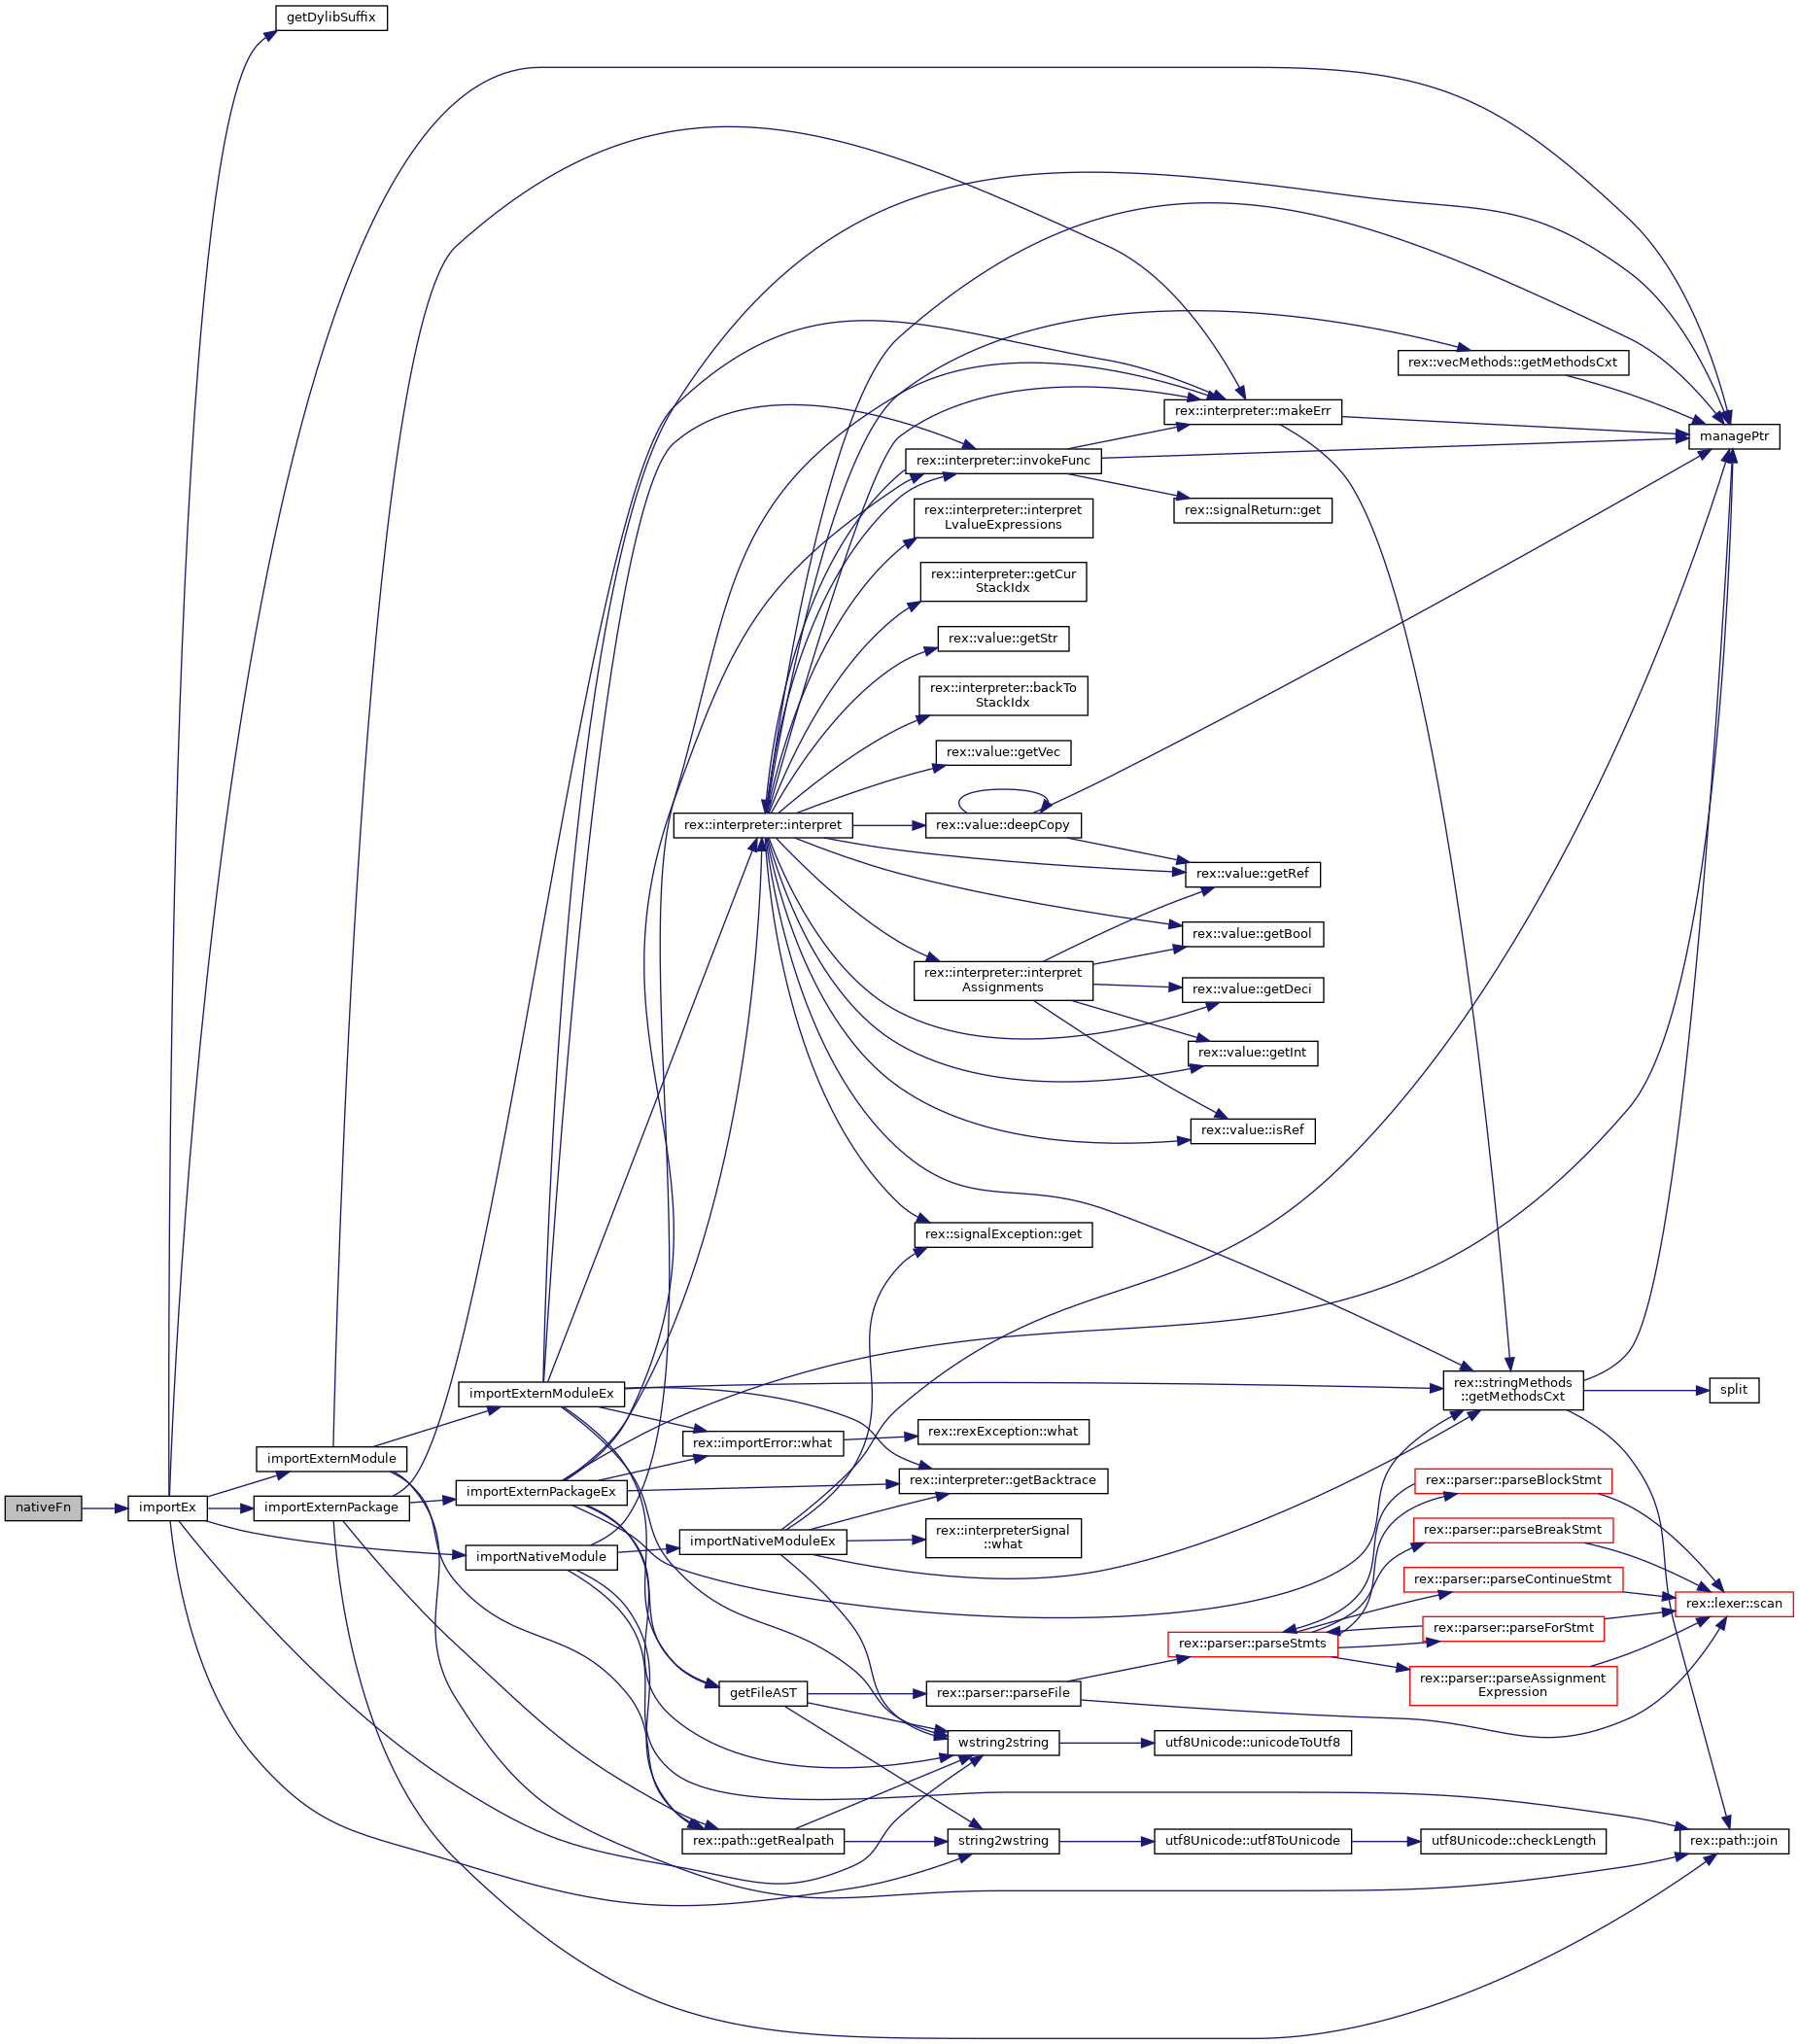 getDylibSuffix
rex::vecMethods::getMethodsCxt
rex::interpreter::makeErr
managePtr
rex::interpreter::invokeFunc
rex::signalReturn::get
rex::interpreter::interpret
LvalueExpressions
rex::interpreter::getCur
StackIdx
rex::value::getStr
rex::interpreter::backTo
StackIdx
rex::value::getVec
rex::interpreter::interpret
rex::value::deepCopy
rex::value::getRef
rex::value::getBool
rex::interpreter::interpret
Assignments
rex::value::getDeci
rex::value::getInt
rex::value::isRef
rex::signalException::get
importExternModuleEx
rex::stringMethods
::getMethodsCxt
split
rex::importError::what
rex::rexException::what
importExternModule
rex::interpreter::getBacktrace
rex::parser::parseBlockStmt
importExternPackageEx
nativeFn
importEx
importExternPackage
rex::parser::parseBreakStmt
importNativeModuleEx
rex::interpreterSignal
::what
importNativeModule
rex::parser::parseContinueStmt
rex::lexer::scan
rex::parser::parseForStmt
rex::parser::parseStmts
rex::parser::parseAssignment
Expression
getFileAST
rex::parser::parseFile
wstring2string
utf8Unicode::unicodeToUtf8
rex::path::getRealpath
string2wstring
utf8Unicode::utf8ToUnicode
utf8Unicode::checkLength
rex::path::join